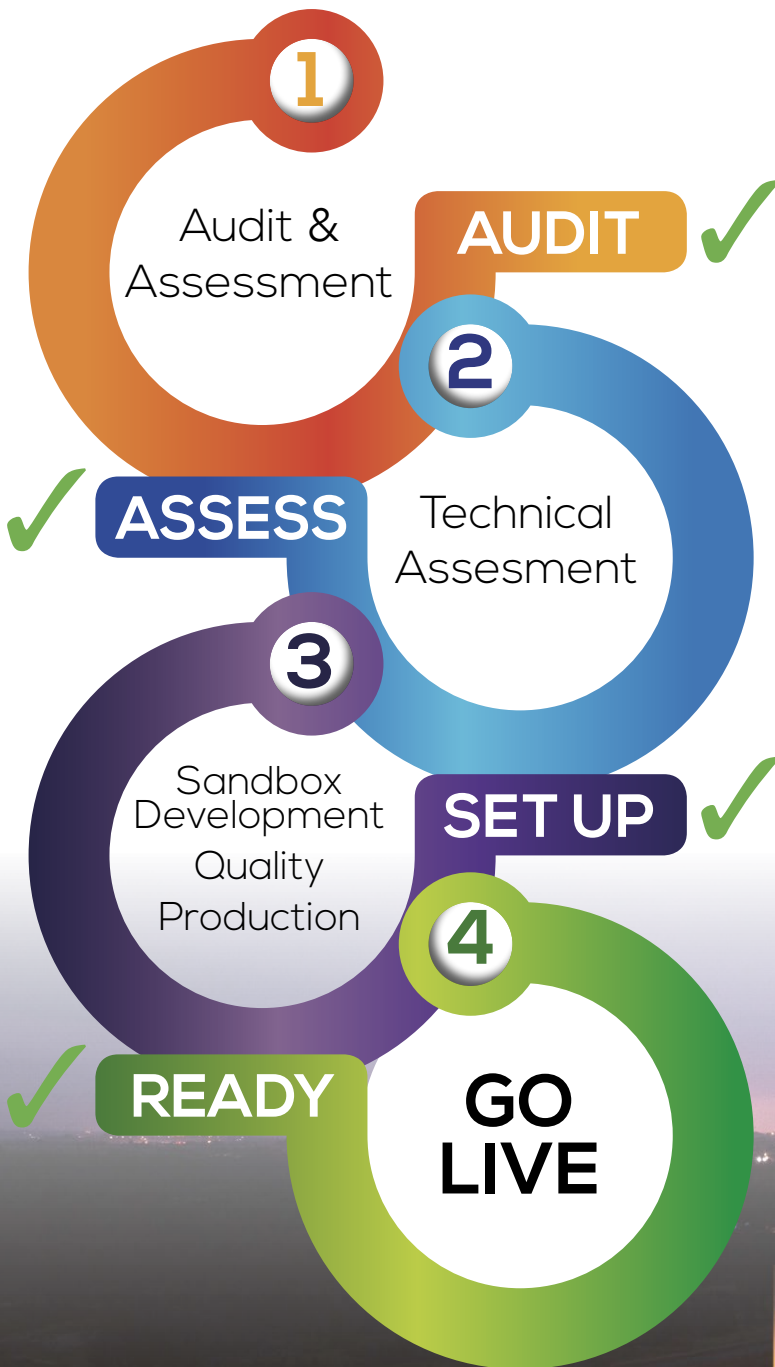 1
Audit &
Assessment
AUDIT
2
Technical
Assesment
ASSESS
3
Sandbox
Development
Quality
Production
SET UP
4
GO
LIVE
READY